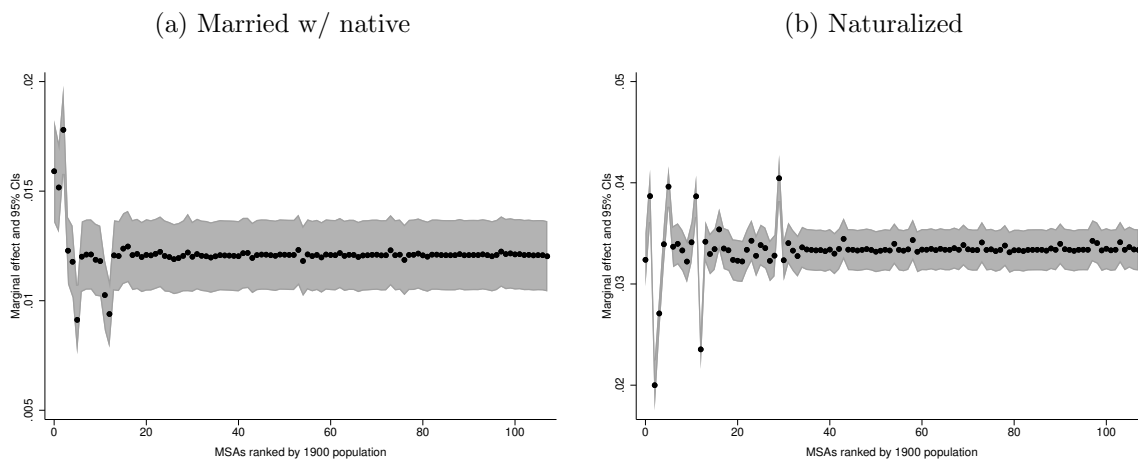 (a) Married w/ native
Marginal effect and 95% CIs
.02
.015
.01
.005
0 20 40 60 80 100
MSAs ranked by 1900 population
(b) Naturalized
Marginal effect and 95% CIs
.05
.04
.03
.02
0 20 40 60 80 100
MSAs ranked by 1900 population